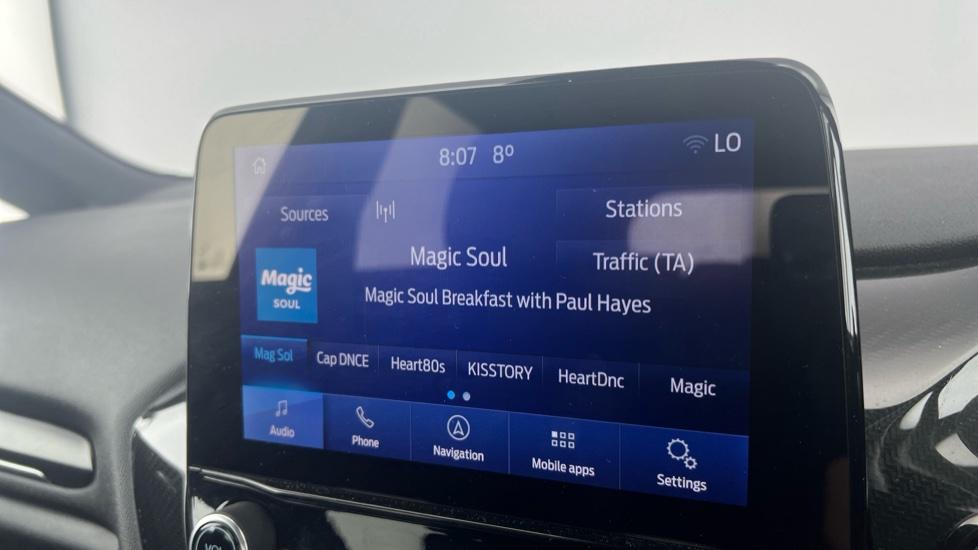 8:07 8° LO
Sources
Stations
Magic Soul
Traffic (TA)
Magic
SOUL
Magic Soul Breakfast with Paul Hayes
Mag Sol Cap DNCE Heart80s KISSTORY HeartDnc Magic
Audio Phone Navigation Mobile apps Settings
VOL